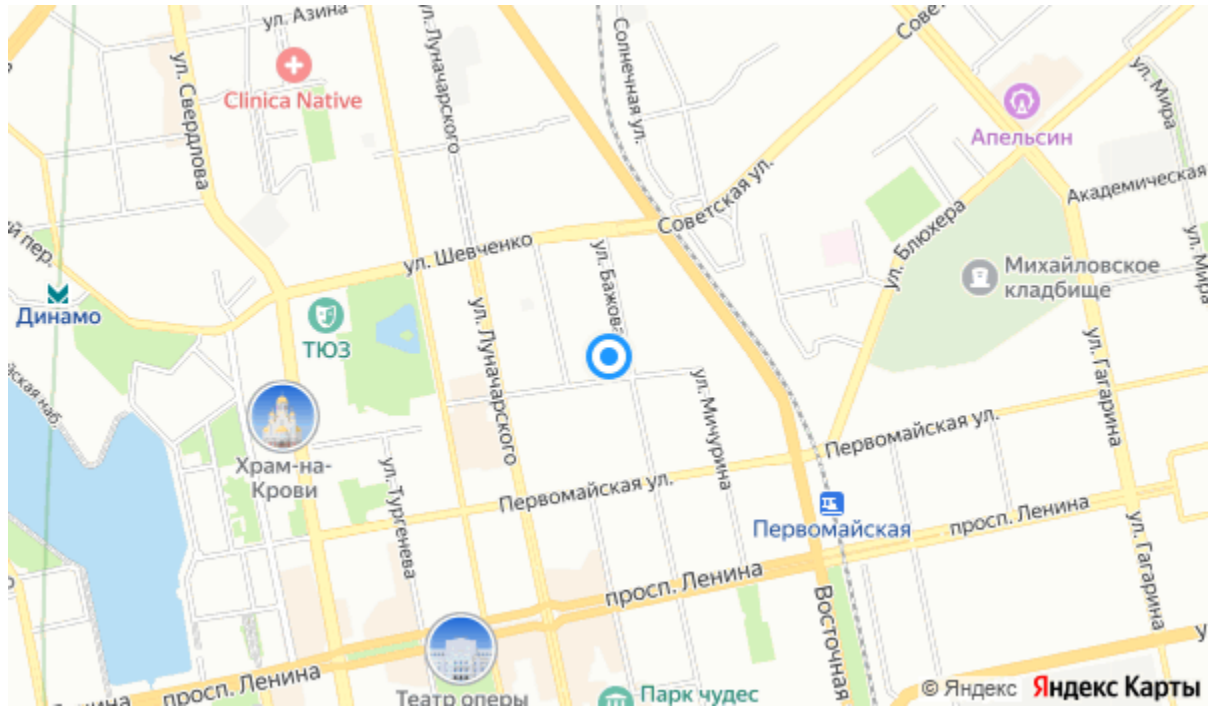 ул. Азина
ул. Луначарского
Солнечная ул.
Сове
ул. Свердлова
Clinica Native
ул. Мира
Апельсин
Академическая
Советская ул.
ул. Блюхера
й пер.
ул. Шевченко
ул. Бажова
Михайловское
кладбище
ул. Мира
Динамо
ТЮЗ
ул. Луначарского
йская наб.
ул. Гагарина
ул. Мичурина
Храм-на-
Крови
ул. Тургенева
Первомайская ул.
Первомайская ул.
Первомайская
просп. Ленина
ул. Гагарина
просп. Ленина
Восточная
У
просп. Ленина
Театр оперы
Парк чудес
© Яндекс Яндекс Карты